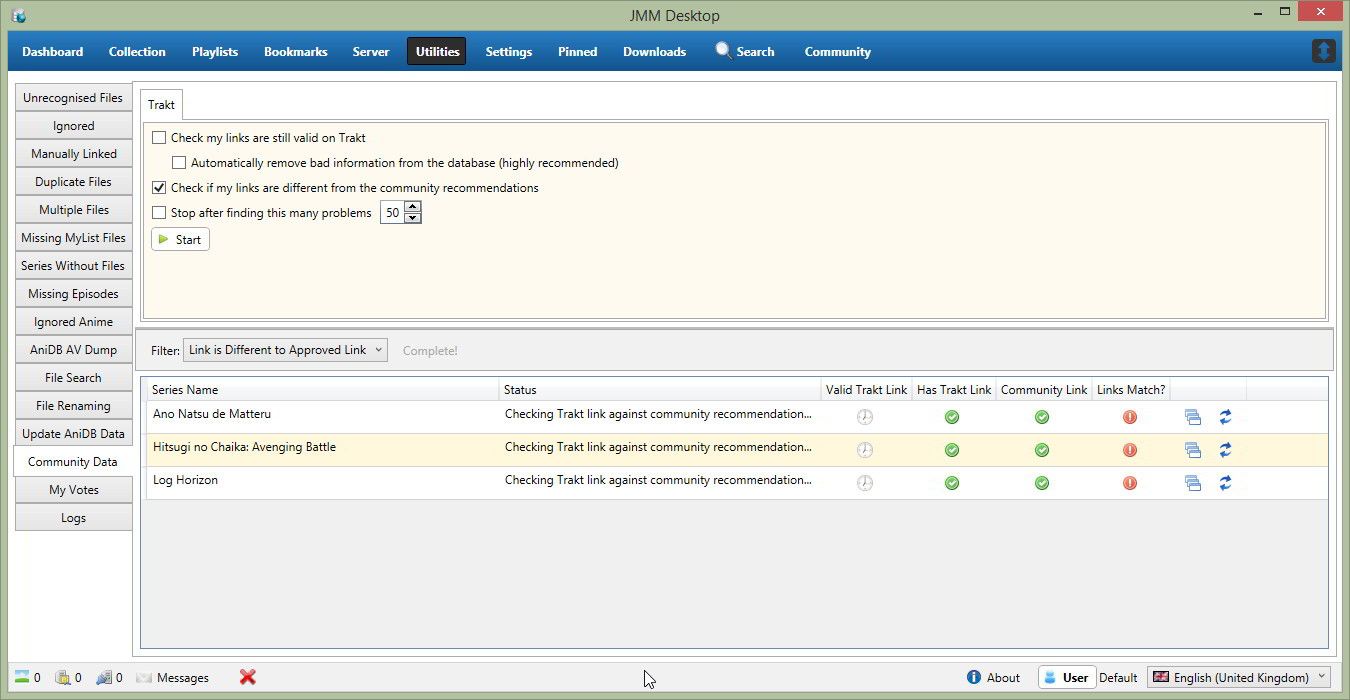 JMM Desktop
Dashboard Collection Playlists Bookmarks Server Utilities Settings Pinned Downloads Search Community
Unrecognised Files
Ignored
Manually Linked
Duplicate Files
Multiple Files
Missing MyList Files
Series Without Files
Missing Episodes
Ignored Anime
AniDB AV Dump
File Search
File Renaming
Update AniDB Data
Community Data
My Votes
Logs
Trakt
Check my links are still valid on Trakt
Automatically remove bad information from the database (highly recommended)
Check if my links are different from the community recommendations
Stop after finding this many problems 50
Start
Filter: Link is Different to Approved Link Complete!
Series Name Status Valid Trakt Link Has Trakt Link Community Link Links Match?
Ano Natsu de Matteru Checking Trakt link against community recommendation...
Hitsugi no Chaika: Avenging Battle Checking Trakt link against community recommendation...
Log Horizon Checking Trakt link against community recommendation...
0 0 0 Messages About User Default English (United Kingdom)